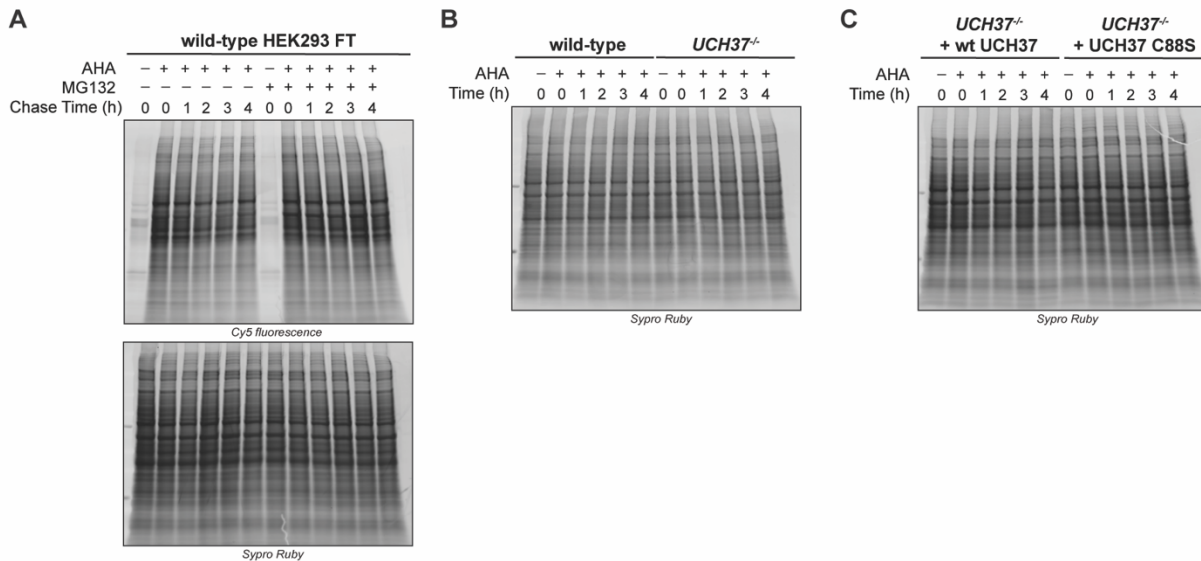 A
wild-type HEK293 FT
AHA – + + + + + – + + + + +
MG132 + + + + + +
Chase Time (h) 0 0 1 2 3 4 0 0 1 2 3 4
Cy5 fluorescence
Sypro Ruby
B
wild-type UCH37-/-
AHA – + + + + + – + + + + +
Time (h) 0 0 1 2 3 4 0 0 1 2 3 4
Sypro Ruby
C
UCH37-/- UCH37-/-
+ wt UCH37 + UCH37 C88S
AHA – + + + + + – + + + + +
Time (h) 0 0 1 2 3 4 0 0 1 2 3 4
Sypro Ruby